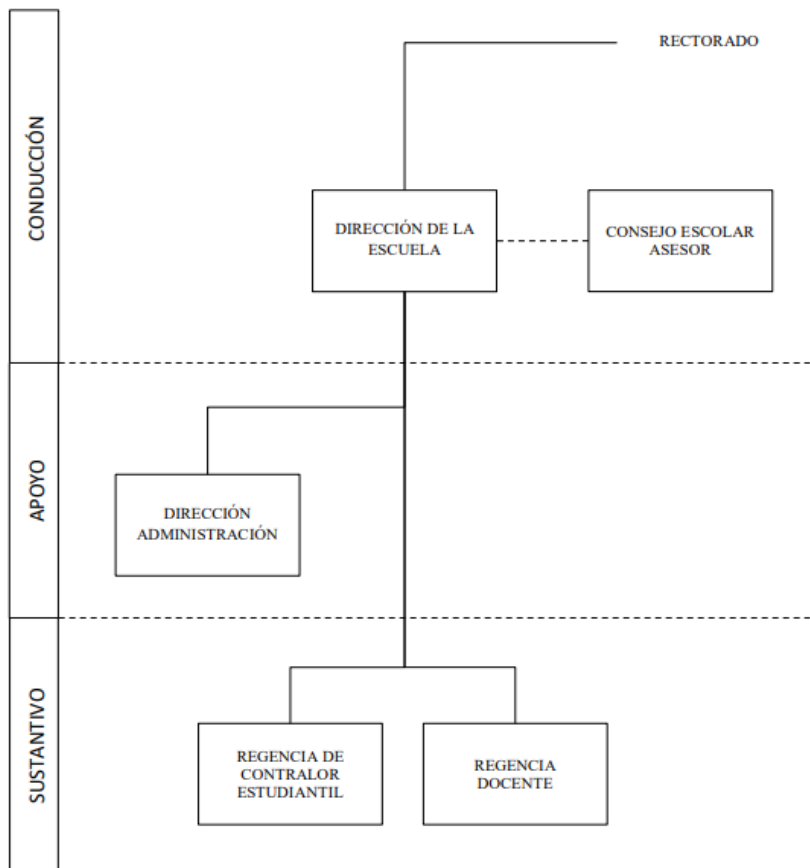 CONDUCCIÓN
RECTORADO
DIRECCIÓN DE LA
ESCUELA
CONSEJO ESCOLAR
ASESOR
APOYO
DIRECCIÓN
ADMINISTRACIÓN
SUSTANTIVO
REGENCIA DE
CONTRALOR
ESTUDIANTIL
REGENCIA
DOCENTE